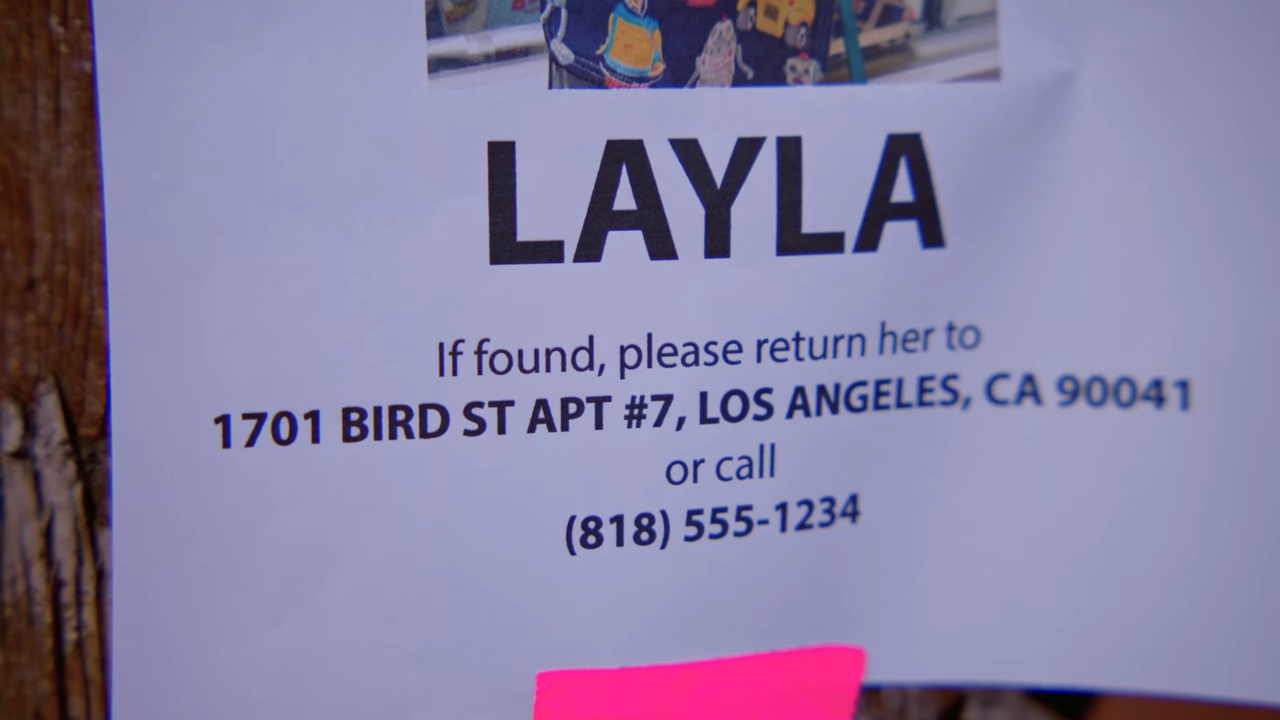 LAYLA
If found, please return her to
1701 BIRD ST APT #7, LOS ANGELES, CA 90041
or call
(818) 555-1234